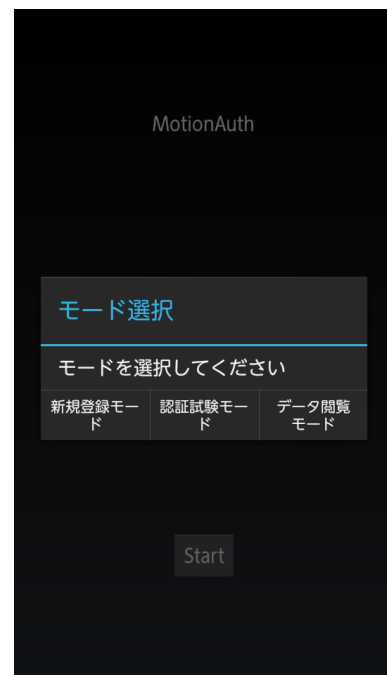 MotionAuth
モード選択
モードを選択してください
新規登録モー
ド
認証試験モー
ド
データ閲覧
モード
Start